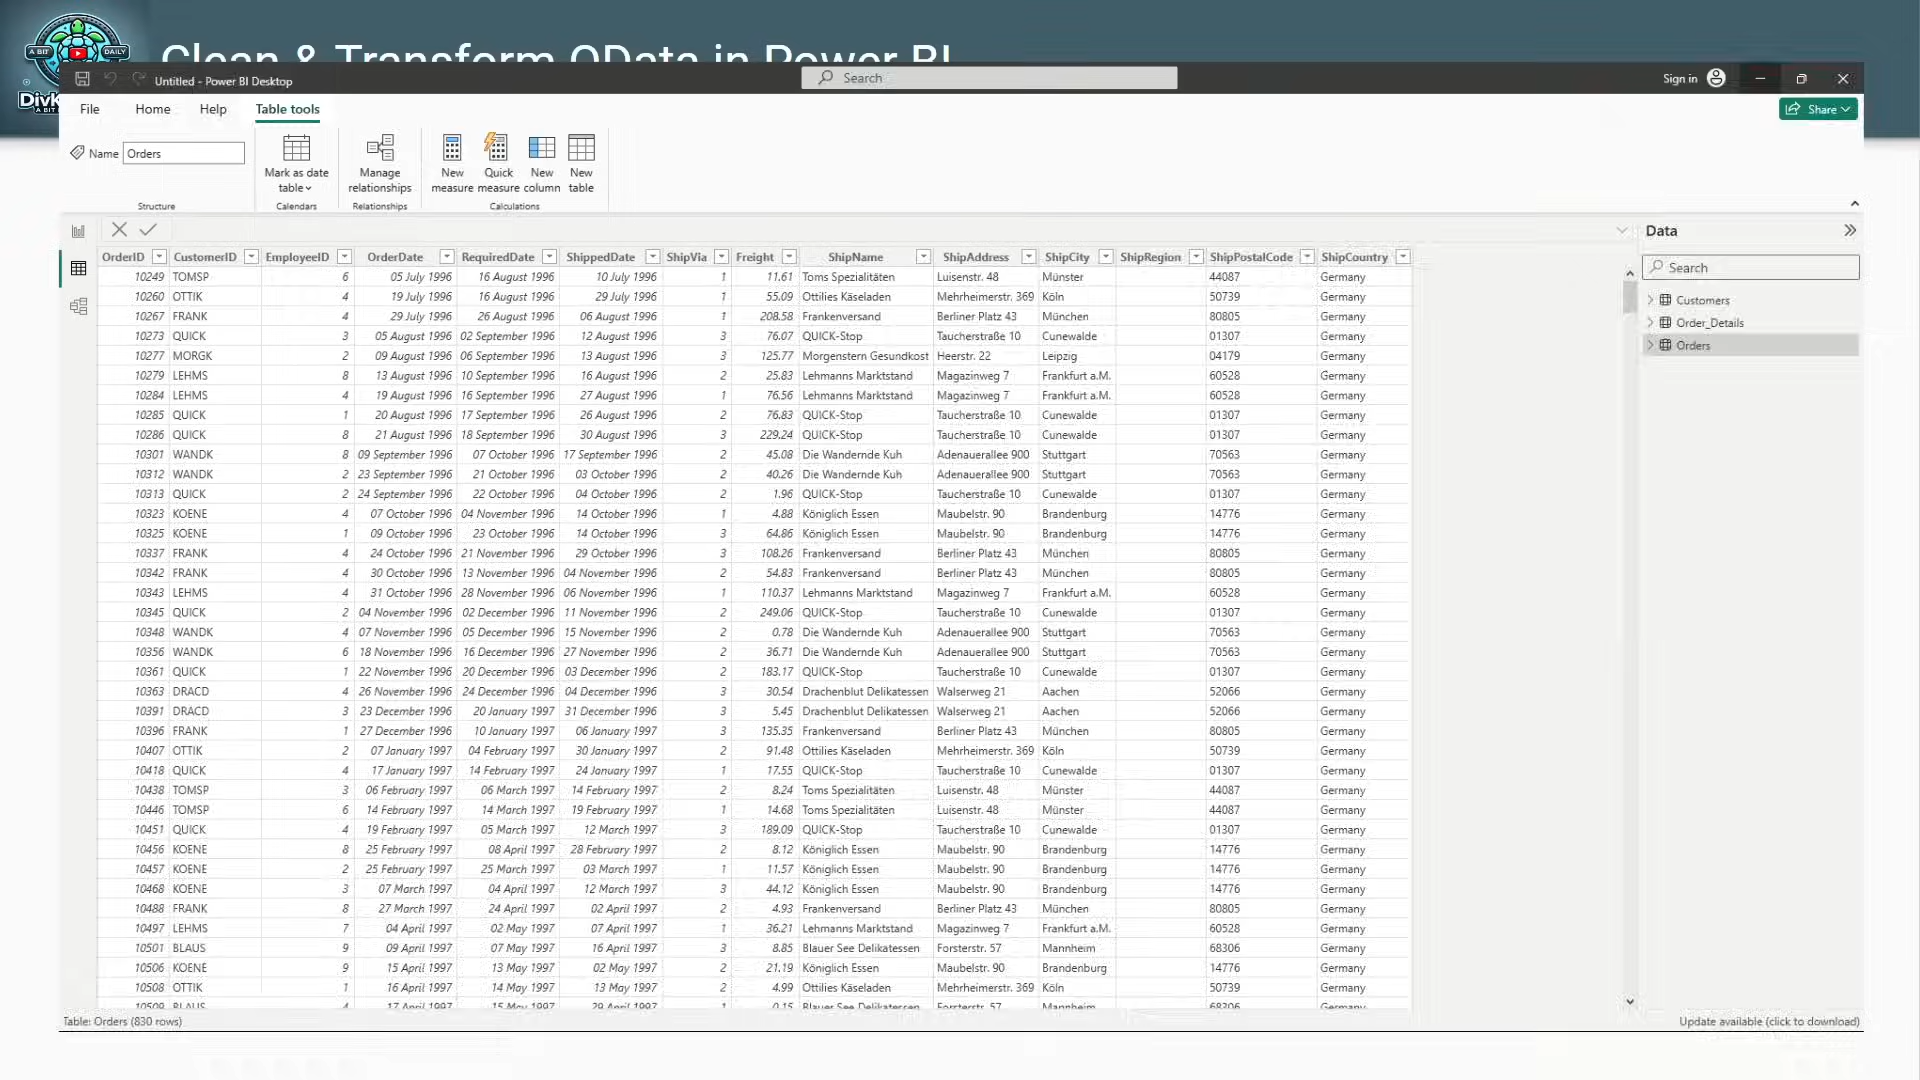 Clean & Transform OData in Power BI
A BIT DAILY
Untitled - Power BI Desktop
Search
Sign in
File Home Help Table tools
Share
Name Orders
Mark as date table
Manage relationships
New measure
Quick measure
New column
New table
Structure Calendars Relationships Calculations
Data
Search
Customers
Order_Details
Orders
OrderID CustomerID EmployeeID OrderDate RequiredDate ShippedDate ShipVia Freight ShipName ShipAddress ShipCity ShipRegion ShipPostalCode ShipCountry
10249 TOMSP 6 05 July 1996 16 August 1996 10 July 1996 1 11.61 Toms Spezialitäten Luisenstr. 48 Münster 44087 Germany
10260 OTTIK 4 19 July 1996 16 August 1996 29 July 1996 1 55.09 Ottilies Käseladen Mehrheimerstr. 369 Köln 50739 Germany
10267 FRANK 4 29 July 1996 26 August 1996 06 August 1996 1 208.58 Frankenversand Berliner Platz 43 München 80805 Germany
10273 QUICK 3 05 August 1996 02 September 1996 12 August 1996 3 76.07 QUICK-Stop Taucherstraße 10 Cunewalde 01307 Germany
10277 MORGK 2 09 August 1996 06 September 1996 13 August 1996 3 125.77 Morgenstern Gesundkost Heerstr. 22 Leipzig 04179 Germany
10279 LEHMS 8 13 August 1996 10 September 1996 16 August 1996 2 25.83 Lehmanns Marktstand Magazinweg 7 Frankfurt a.M. 60528 Germany
10284 LEHMS 4 19 August 1996 16 September 1996 27 August 1996 1 76.56 Lehmanns Marktstand Magazinweg 7 Frankfurt a.M. 60528 Germany
10285 QUICK 1 20 August 1996 17 September 1996 26 August 1996 2 76.83 QUICK-Stop Taucherstraße 10 Cunewalde 01307 Germany
10286 QUICK 8 21 August 1996 18 September 1996 30 August 1996 3 229.24 QUICK-Stop Taucherstraße 10 Cunewalde 01307 Germany
10301 WANDK 8 09 September 1996 07 October 1996 17 September 1996 2 45.08 Die Wandernde Kuh Adenauerallee 900 Stuttgart 70563 Germany
10312 WANDK 2 23 September 1996 21 October 1996 03 October 1996 2 40.26 Die Wandernde Kuh Adenauerallee 900 Stuttgart 70563 Germany
10313 QUICK 2 24 September 1996 22 October 1996 04 October 1996 2 1.96 QUICK-Stop Taucherstraße 10 Cunewalde 01307 Germany
10323 KOENE 4 07 October 1996 04 November 1996 14 October 1996 1 4.88 Königlich Essen Maubelstr. 90 Brandenburg 14776 Germany
10325 KOENE 1 09 October 1996 23 October 1996 14 October 1996 3 64.86 Königlich Essen Maubelstr. 90 Brandenburg 14776 Germany
10337 FRANK 4 24 October 1996 21 November 1996 29 October 1996 3 108.26 Frankenversand Berliner Platz 43 München 80805 Germany
10342 FRANK 4 30 October 1996 13 November 1996 04 November 1996 2 54.83 Frankenversand Berliner Platz 43 München 80805 Germany
10343 LEHMS 4 31 October 1996 28 November 1996 06 November 1996 1 110.37 Lehmanns Marktstand Magazinweg 7 Frankfurt a.M. 60528 Germany
10345 QUICK 2 04 November 1996 02 December 1996 11 November 1996 2 249.06 QUICK-Stop Taucherstraße 10 Cunewalde 01307 Germany
10348 WANDK 4 07 November 1996 05 December 1996 15 November 1996 2 0.78 Die Wandernde Kuh Adenauerallee 900 Stuttgart 70563 Germany
10356 WANDK 6 18 November 1996 16 December 1996 27 November 1996 2 36.71 Die Wandernde Kuh Adenauerallee 900 Stuttgart 70563 Germany
10361 QUICK 1 22 November 1996 20 December 1996 03 December 1996 2 183.17 QUICK-Stop Taucherstraße 10 Cunewalde 01307 Germany
10363 DRACD 4 26 November 1996 24 December 1996 04 December 1996 3 30.54 Drachenblut Delikatessen Walserweg 21 Aachen 52066 Germany
10391 DRACD 3 23 December 1996 20 January 1997 31 December 1996 3 5.45 Drachenblut Delikatessen Walserweg 21 Aachen 52066 Germany
10396 FRANK 1 27 December 1996 10 January 1997 06 January 1997 3 135.35 Frankenversand Berliner Platz 43 München 80805 Germany
10407 OTTIK 2 07 January 1997 04 February 1997 30 January 1997 2 91.48 Ottilies Käseladen Mehrheimerstr. 369 Köln 50739 Germany
10418 QUICK 4 17 January 1997 14 February 1997 24 January 1997 1 17.55 QUICK-Stop Taucherstraße 10 Cunewalde 01307 Germany
10438 TOMSP 3 06 February 1997 06 March 1997 14 February 1997 2 8.24 Toms Spezialitäten Luisenstr. 48 Münster 44087 Germany
10446 TOMSP 6 14 February 1997 14 March 1997 19 February 1997 1 14.68 Toms Spezialitäten Luisenstr. 48 Münster 44087 Germany
10451 QUICK 4 19 February 1997 05 March 1997 12 March 1997 3 189.09 QUICK-Stop Taucherstraße 10 Cunewalde 01307 Germany
10456 KOENE 8 25 February 1997 08 April 1997 28 February 1997 2 8.12 Königlich Essen Maubelstr. 90 Brandenburg 14776 Germany
10457 KOENE 2 25 February 1997 25 March 1997 03 March 1997 1 11.57 Königlich Essen Maubelstr. 90 Brandenburg 14776 Germany
10468 KOENE 3 07 March 1997 04 April 1997 12 March 1997 3 44.12 Königlich Essen Maubelstr. 90 Brandenburg 14776 Germany
10488 FRANK 8 27 March 1997 24 April 1997 02 April 1997 2 4.93 Frankenversand Berliner Platz 43 München 80805 Germany
10497 LEHMS 7 04 April 1997 02 May 1997 07 April 1997 1 36.21 Lehmanns Marktstand Magazinweg 7 Frankfurt a.M. 60528 Germany
10501 BLAUS 9 09 April 1997 07 May 1997 16 April 1997 3 8.85 Blauer See Delikatessen Forsterstr. 57 Mannheim 68306 Germany
10506 KOENE 9 15 April 1997 13 May 1997 02 May 1997 2 21.19 Königlich Essen Maubelstr. 90 Brandenburg 14776 Germany
10508 OTTIK 1 16 April 1997 14 May 1997 13 May 1997 2 4.99 Ottilies Käseladen Mehrheimerstr. 369 Köln 50739 Germany
10509 BLAUS 4 17 April 1997 15 May 1997 29 April 1997 1 0.15 Blauer See Delikatessen Forsterstr. 57 Mannheim 68306 Germany
Table: Orders (830 rows)
Update available (click to download)